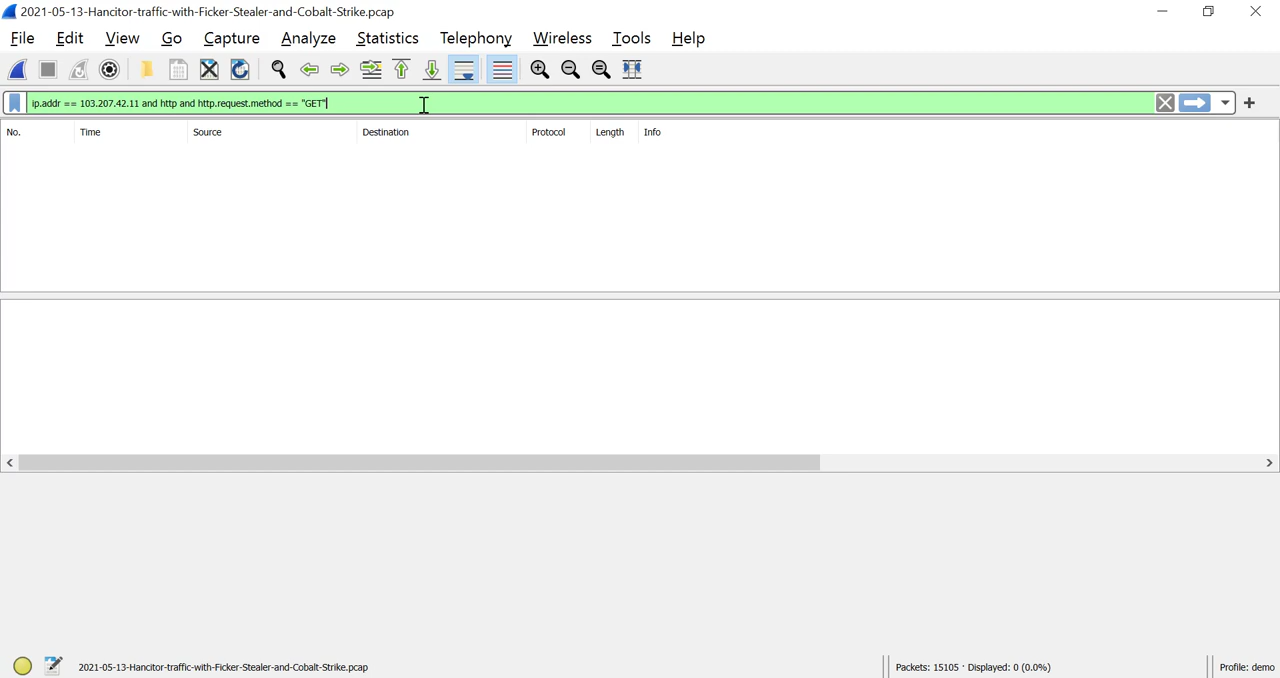 2021-05-13-Hancitor-traffic-with-Ficker-Stealer-and-Cobalt-Strike.pcap
File Edit View Go Capture Analyze Statistics Telephony Wireless Tools Help
ip.addr == 103.207.42.11 and http and http.request.method == "GET"
No. Time Source Destination Protocol Length Info
2021-05-13-Hancitor-traffic-with-Ficker-Stealer-and-Cobalt-Strike.pcap Packets: 15105 · Displayed: 0 (0.0%) Profile: demo